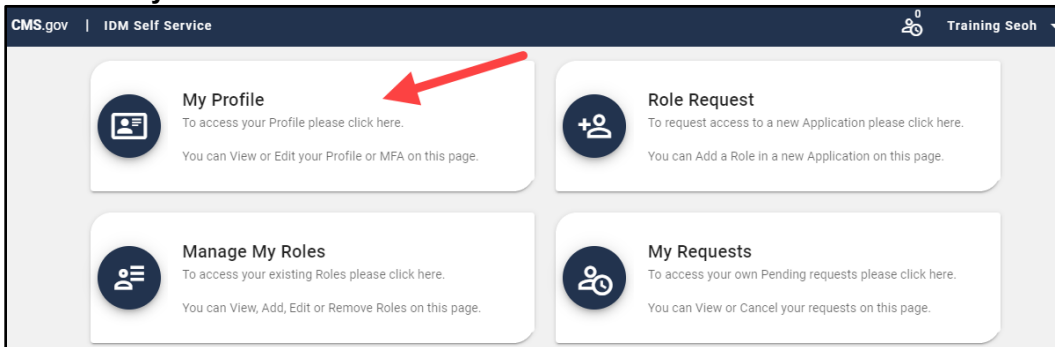 CMS.gov | IDM Self Service
0
Training Seoh
My Profile
To access your Profile please click here.
You can View or Edit your Profile or MFA on this page.
Role Request
To request access to a new Application please click here.
You can Add a Role in a new Application on this page.
Manage My Roles
To access your existing Roles please click here.
You can View, Add, Edit or Remove Roles on this page.
My Requests
To access your own Pending requests please click here.
You can View or Cancel your requests on this page.